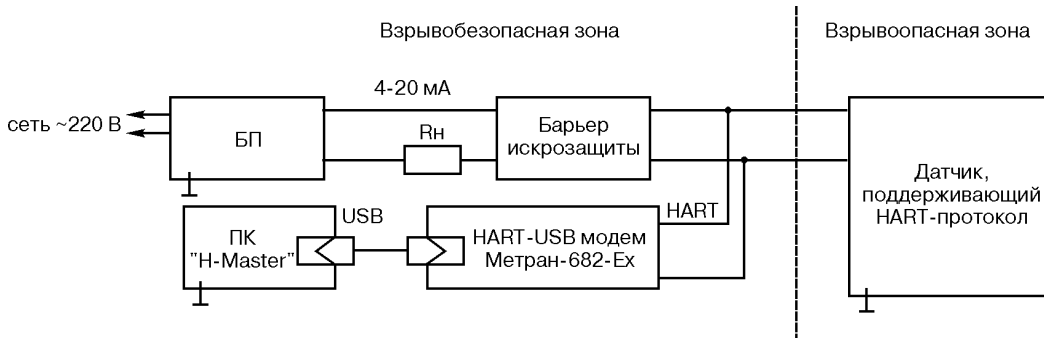 Взрывобезопасная зона
Взрывоопасная зона
4-20 мА
сеть ~220 В
БП
Rн
Барьер
искрозащиты
Датчик,
поддерживающий
HART-протокол
USB
HART
ПК
"H-Master"
HART-USB модем
Метран-682-Ex